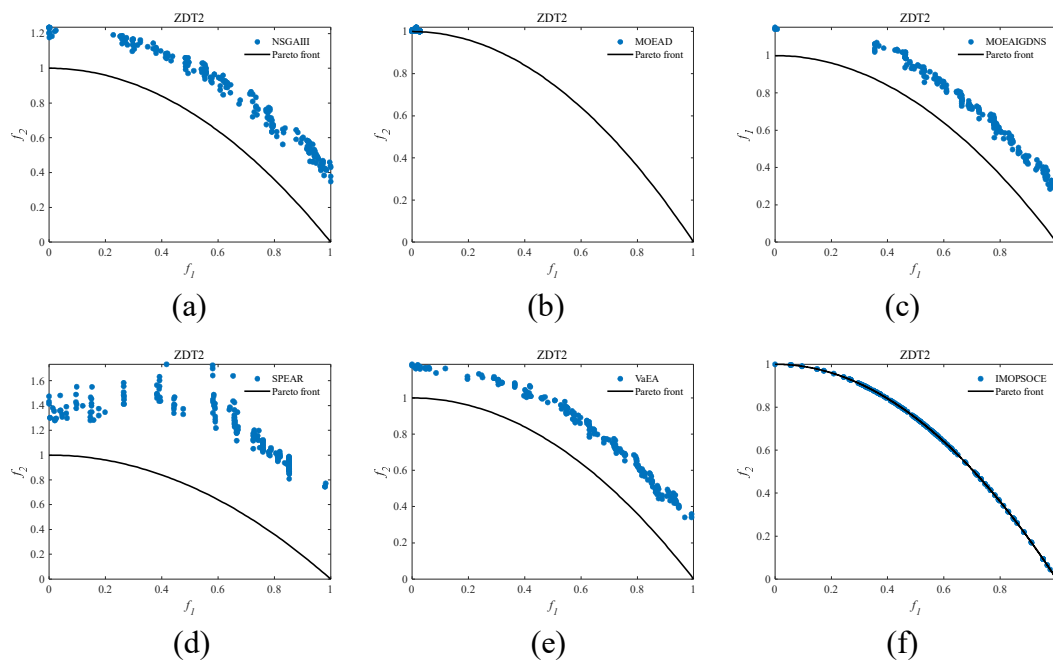 ZDT2
NSGAIII
Pareto front
1.2
1
0.8
0.6
0.4
0.2
0
f2
0 0.2 0.4 0.6 0.8 1
f1
(a)
ZDT2
MOEAD
Pareto front
1
0.8
0.6
0.4
0.2
0
f2
0 0.2 0.4 0.6 0.8 1
f1
(b)
ZDT2
MOEAIGDNS
Pareto front
1
0.8
0.6
0.4
0.2
0
f1
0 0.2 0.4 0.6 0.8 1
f1
(c)
ZDT2
SPEAR
Pareto front
1.6
1.4
1.2
1
0.8
0.6
0.4
0.2
0
f2
0 0.2 0.4 0.6 0.8 1
f1
(d)
ZDT2
VaEA
Pareto front
1
0.8
0.6
0.4
0.2
0
f2
0 0.2 0.4 0.6 0.8 1
f1
(e)
ZDT2
IMOPSOCE
Pareto front
1
0.8
0.6
0.4
0.2
0
f2
0 0.2 0.4 0.6 0.8 1
f1
(f)